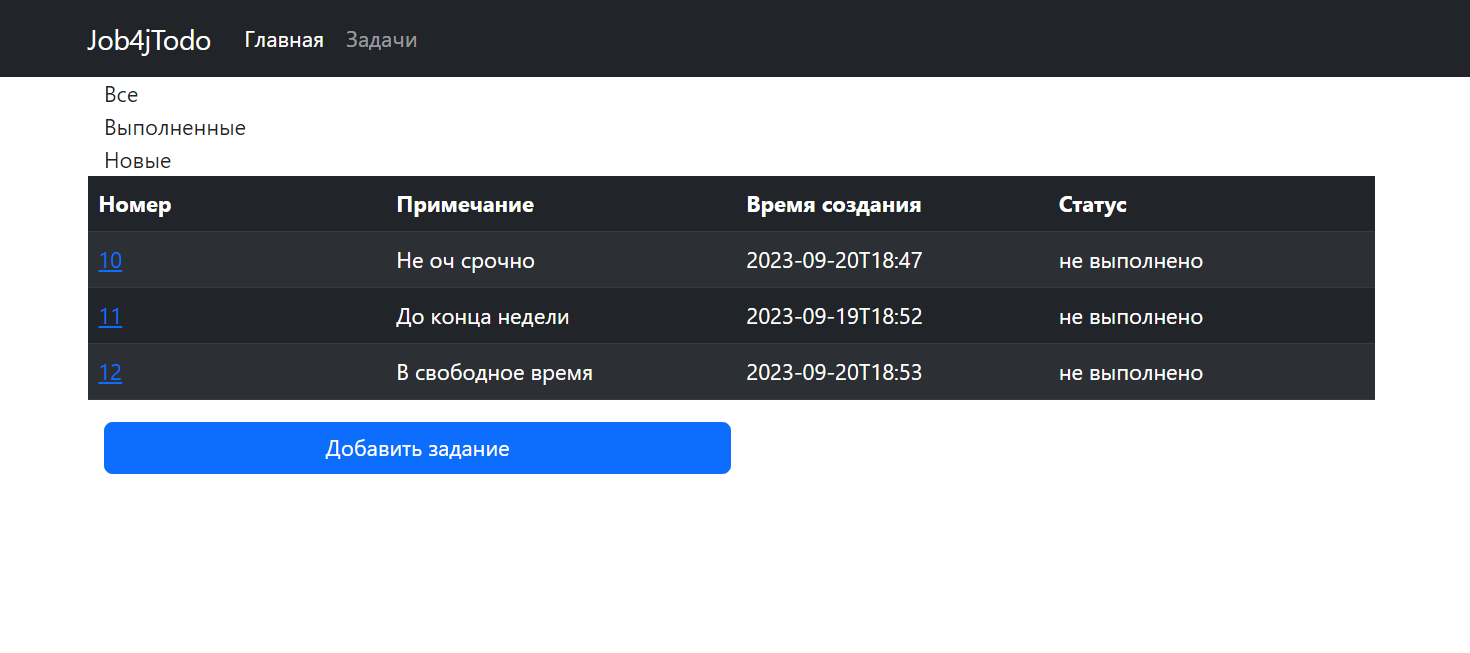 Job4jTodo Главная Задачи
Все
Выполненные
Новые
Номер Примечание Время создания Статус
10 Не оч срочно 2023-09-20T18:47 не выполнено
11 До конца недели 2023-09-19T18:52 не выполнено
12 В свободное время 2023-09-20T18:53 не выполнено
Добавить задание